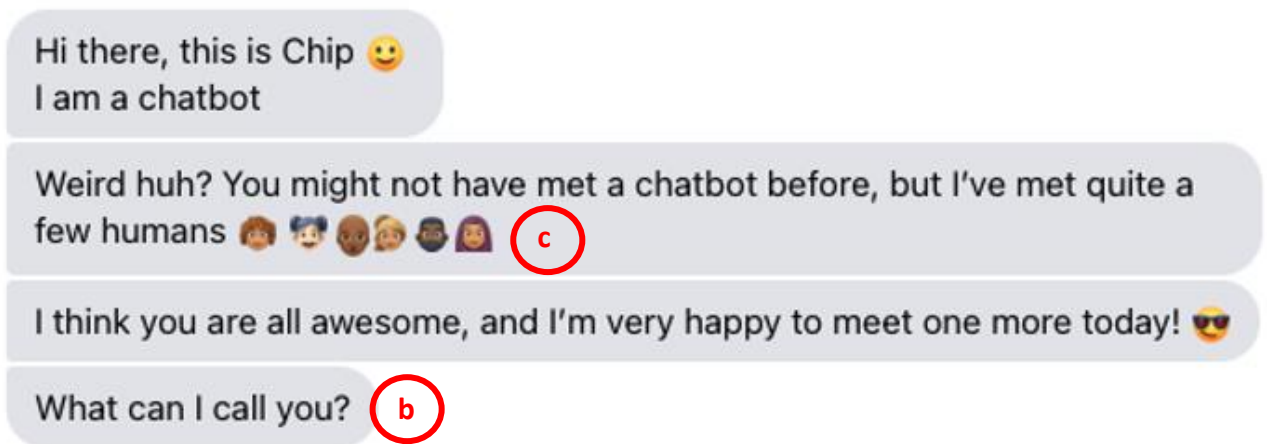 Hi there, this is Chip 🙂
I am a chatbot
Weird huh? You might not have met a chatbot before, but I've met quite a
few humans c
I think you are all awesome, and I'm very happy to meet one more today! 😎
What can I call you? b